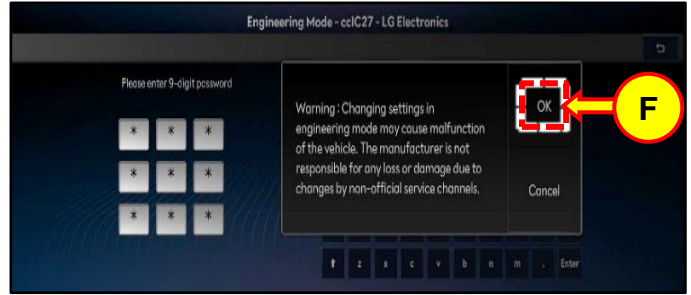 Engineering Mode - ccIC27 - LG Electronics
Please enter 9-digit password
* * *
* * *
* * *
Warning : Changing settings in
engineering mode may cause malfunction
of the vehicle. The manufacturer is not
responsible for any loss or damage due to
changes by non-official service channels.
OK
Cancel
F
z x c v b n m . Enter